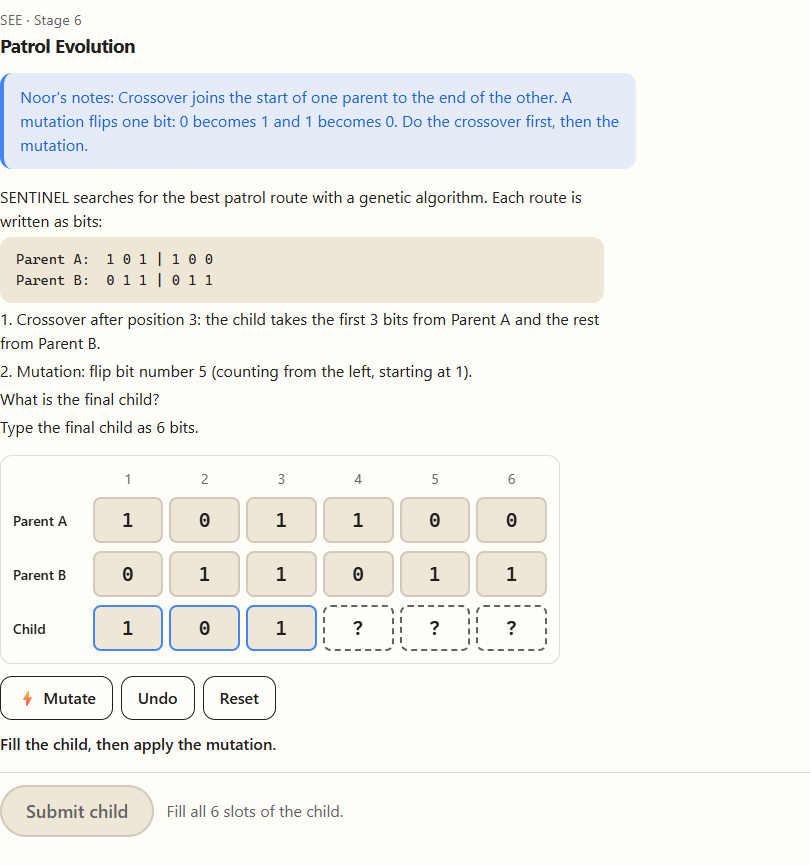 SEE · Stage 6
Patrol Evolution
Noor's notes: Crossover joins the start of one parent to the end of the other. A
mutation flips one bit: 0 becomes 1 and 1 becomes 0. Do the crossover first, then the
mutation.
SENTINEL searches for the best patrol route with a genetic algorithm. Each route is
written as bits:
Parent A:  1 0 1 | 1 0 0
Parent B:  0 1 1 | 0 1 1
1. Crossover after position 3: the child takes the first 3 bits from Parent A and the rest
from Parent B.
2. Mutation: flip bit number 5 (counting from the left, starting at 1).
What is the final child?
Type the final child as 6 bits.
1 2 3 4 5 6
Parent A 1 0 1 1 0 0
Parent B 0 1 1 0 1 1
Child 1 0 1 ? ? ?
Mutate Undo Reset
Fill the child, then apply the mutation.
Submit child Fill all 6 slots of the child.